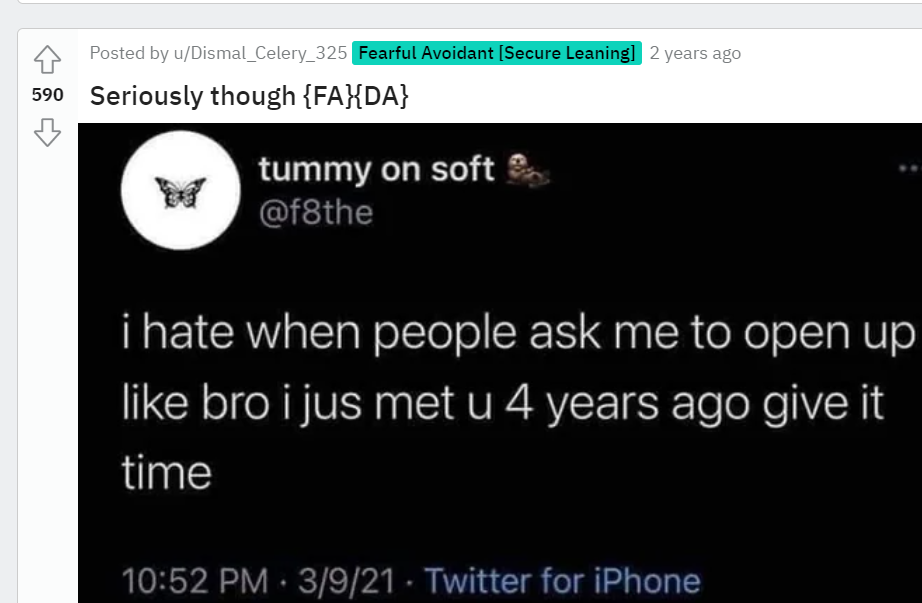 Posted by u/Dismal_Celery_325 Fearful Avoidant [Secure Leaning] 2 years ago
590
Seriously though {FA}{DA}
tummy on soft 🦦
@f8the
i hate when people ask me to open up
like bro i jus met u 4 years ago give it
time
10:52 PM · 3/9/21 · Twitter for iPhone